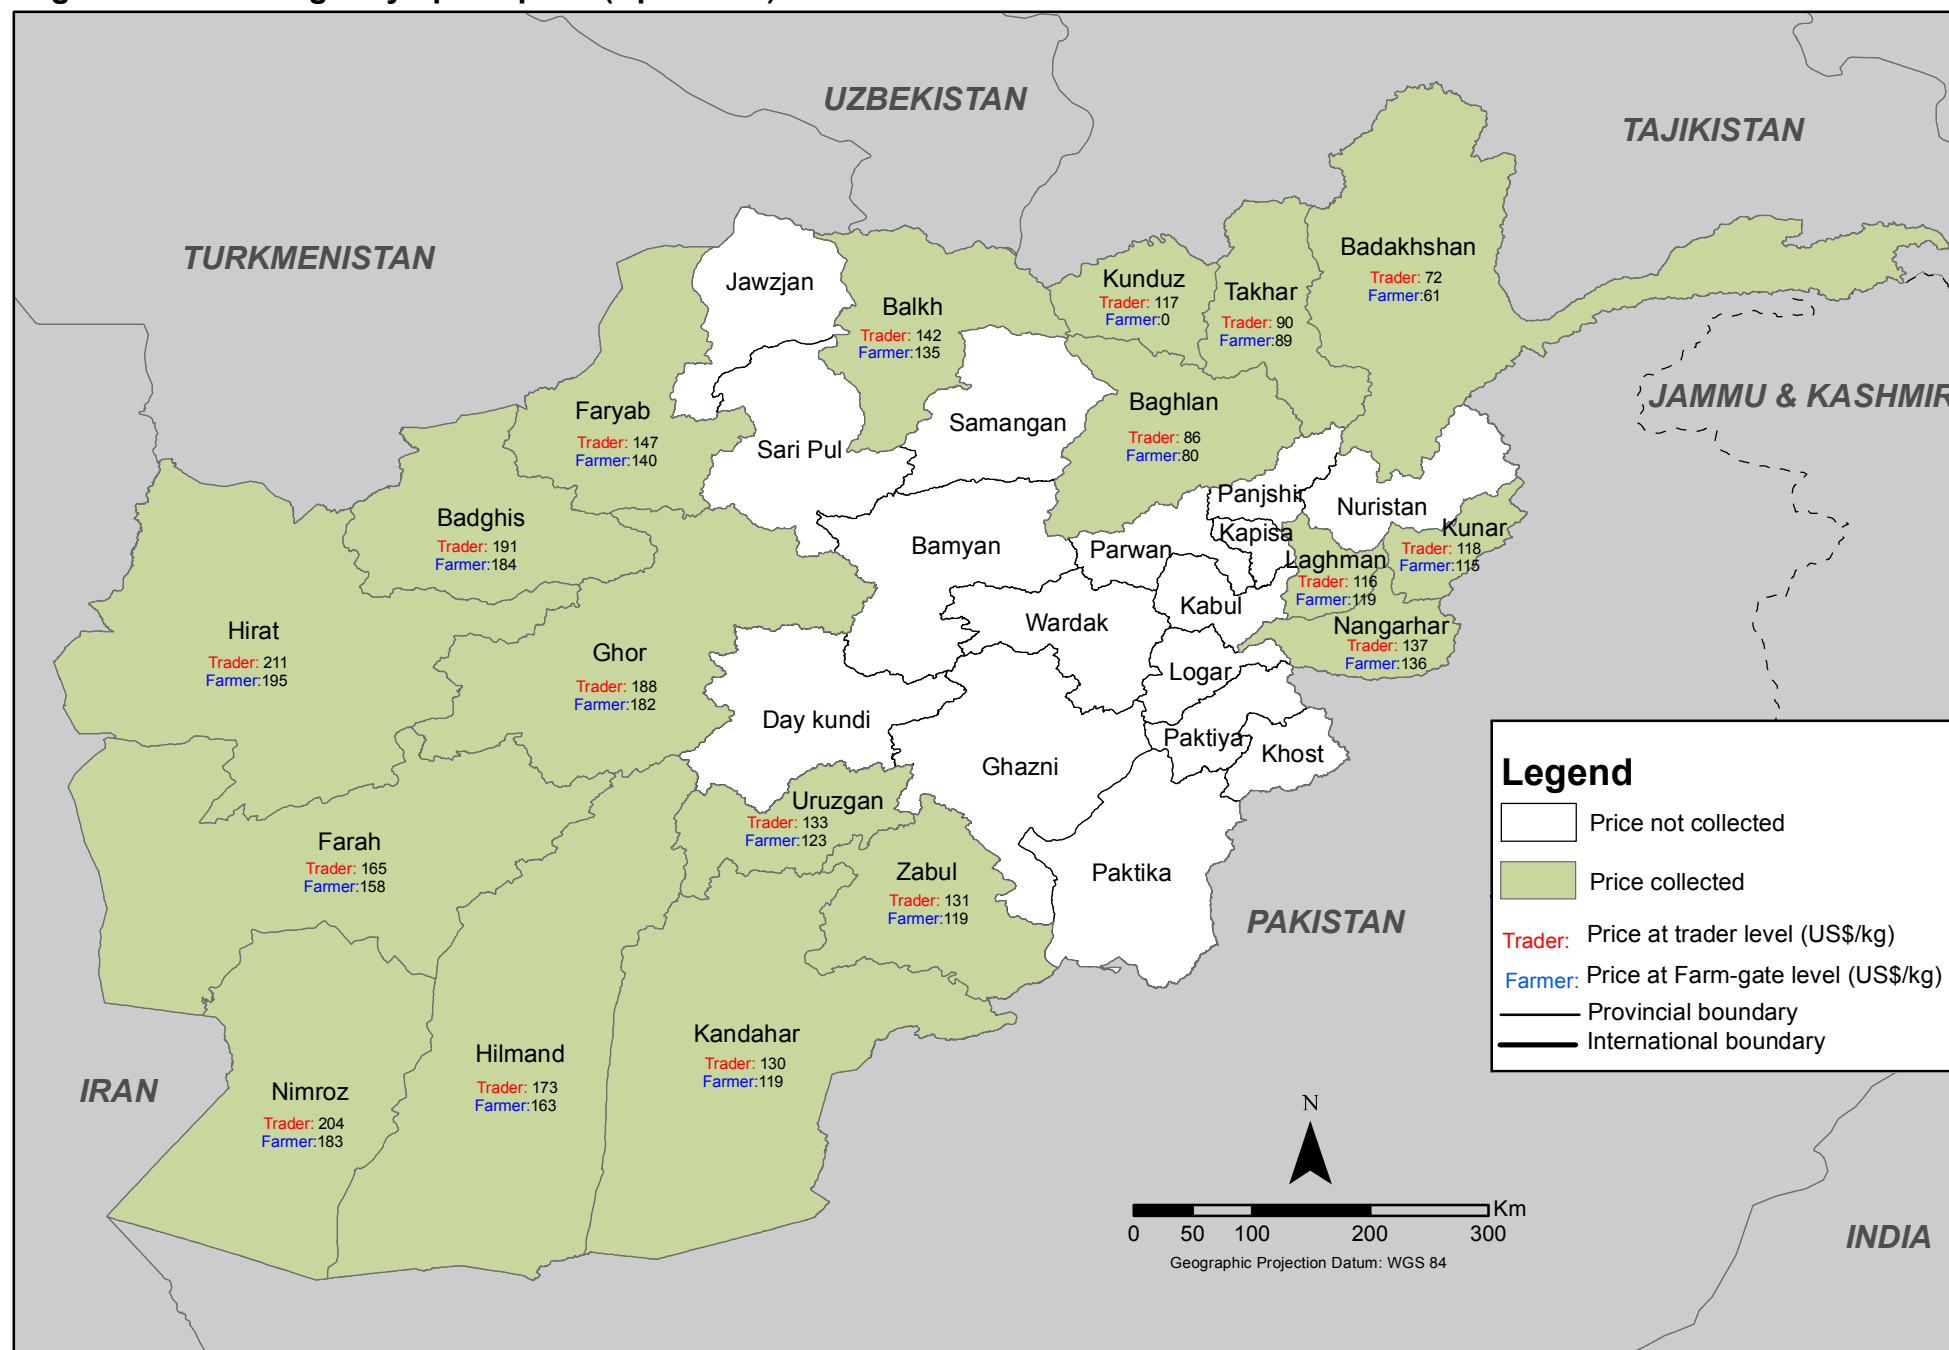 UZBEKISTAN
TAJIKISTAN
TURKMENISTAN
JAMMU & KASHMIR
PAKISTAN
IRAN
INDIA
Jawzjan
Balkh
Trader: 142
Farmer:135
Kunduz
Trader: 117
Farmer:0
Takhar
Trader: 90
Farmer:89
Badakhshan
Trader: 72
Farmer:61
Faryab
Trader: 147
Farmer:140
Sari Pul
Samangan
Baghlan
Trader: 86
Farmer:80
Badghis
Trader: 191
Farmer:184
Bamyan
Parwan
Panjshir
Kapisa
Nuristan
Kunar
Trader: 118
Farmer:115
Laghman
Trader: 116
Farmer:119
Nangarhar
Trader: 137
Farmer:136
Hirat
Trader: 211
Farmer:195
Ghor
Trader: 188
Farmer:182
Wardak
Kabul
Logar
Day kundi
Ghazni
Paktiya
Khost
Paktika
Uruzgan
Trader: 133
Farmer:123
Farah
Trader: 165
Farmer:158
Zabul
Trader: 131
Farmer:119
Kandahar
Trader: 130
Farmer:119
Hilmand
Trader: 173
Farmer:163
Nimroz
Trader: 204
Farmer:183
Legend
Price not collected
Price collected
Trader: Price at trader level (US$/kg)
Farmer: Price at Farm-gate level (US$/kg)
Provincial boundary
International boundary
N
Km
0 50 100 200 300
Geographic Projection Datum: WGS 84